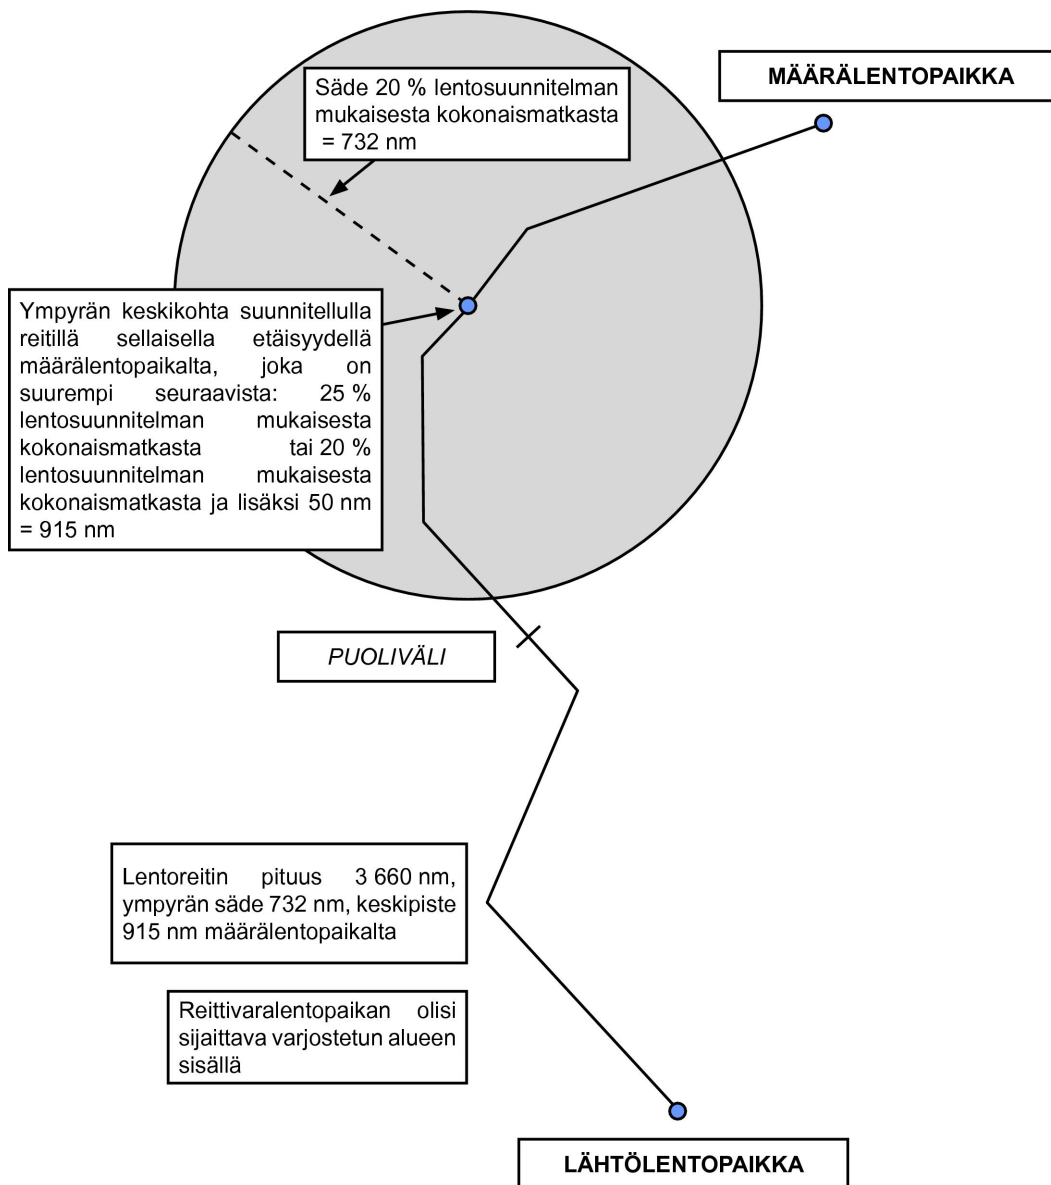 MÄÄRÄLENTOPAIKKA
Säde 20 % lentosuunnitelman
mukaisesta kokonaismatkasta
= 732 nm
Ympyrän keskikohta suunnitellulla
reitillä sellaisella etäisyydellä
määrälentopaikalta, joka on
suurempi seuraavista: 25 %
lentosuunnitelman mukaisesta
kokonaismatkasta tai 20 %
lentosuunnitelman mukaisesta
kokonaismatkasta ja lisäksi 50 nm
= 915 nm
PUOLIVÄLI
Lentoreitin pituus 3 660 nm,
ympyrän säde 732 nm, keskipiste
915 nm määrälentopaikalta
Reittivaralentopaikan olisi
sijaittava varjostetun alueen
sisällä
LÄHTÖLENTOPAIKKA